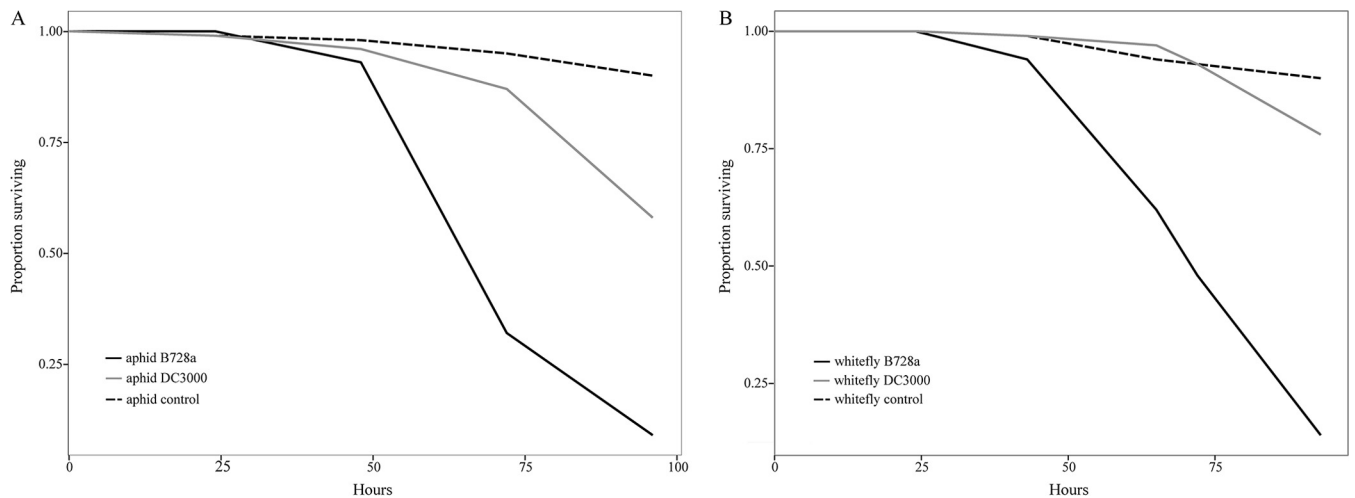 A
1.00
0.75
0.50
0.25
Proportion surviving
aphid B728a
aphid DC3000
aphid control
0 25 50 75 100
Hours
B
1.00
0.75
0.50
0.25
Proportion surviving
whitefly B728a
whitefly DC3000
whitefly control
0 25 50 75
Hours